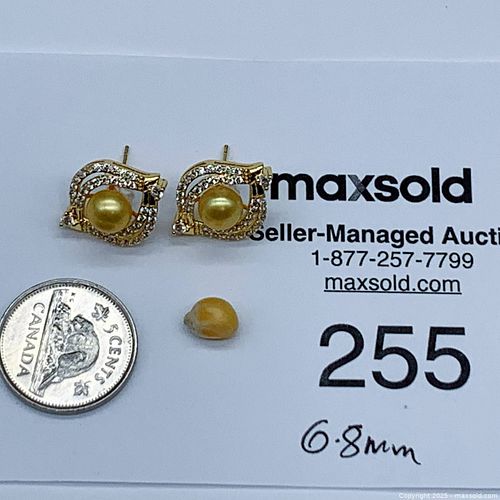 maxsold
Seller-Managed Aucti
1-877-257-7799
maxsold.com
255
6.8mm
CANADA
5 CENTS
Copyright 2025 - maxsold.com